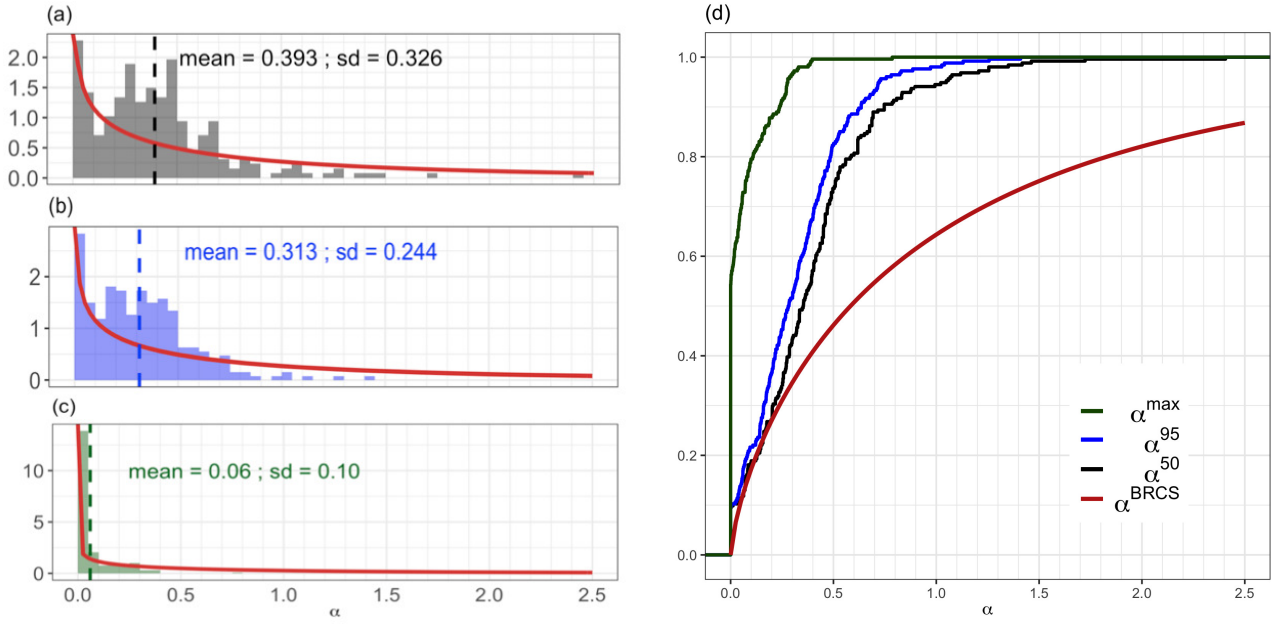 (a)
mean = 0.393 ; sd = 0.326
2.0
1.5
1.0
0.5
0.0
(b)
mean = 0.313 ; sd = 0.244
2
1
0
(c)
mean = 0.06 ; sd = 0.10
10
5
0
0.0 0.5 1.0 1.5 2.0 2.5
α
(d)
1.0
0.8
0.6
0.4
0.2
0.0
α^max
α^95
α^50
α^BRCS
0.0 0.5 1.0 1.5 2.0 2.5
α